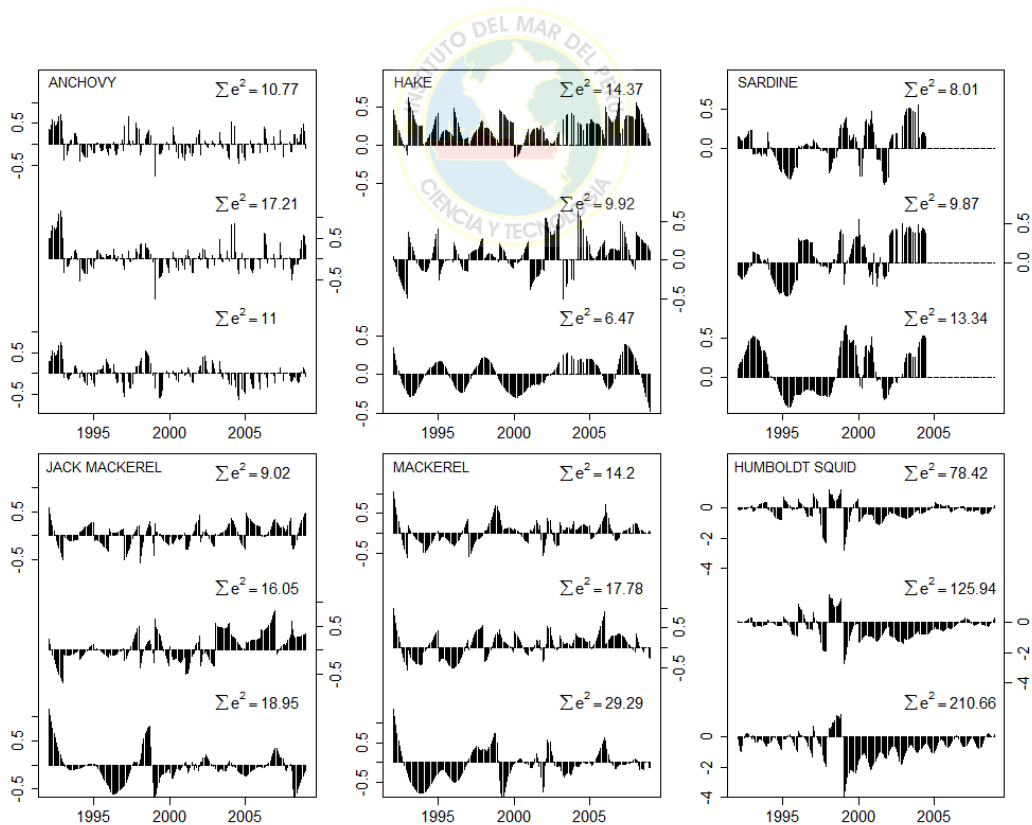 INSTITUTO DEL MAR DEL PERU
CIENCIA Y TECNOLOGIA
ANCHOVY
∑e² = 10.77
0.5
-0.5
∑e² = 17.21
0.5
-0.5
∑e² = 11
0.5
-0.5
1995 2000 2005
HAKE
∑e² = 14.37
0.5
0.0
-0.5
∑e² = 9.92
0.5
0.0
-0.5
∑e² = 6.47
0.5
0.0
-0.5
1995 2000 2005
SARDINE
∑e² = 8.01
0.5
0.0
∑e² = 9.87
0.5
0.0
∑e² = 13.34
0.5
0.0
1995 2000 2005
JACK MACKEREL
∑e² = 9.02
0.5
-0.5
∑e² = 16.05
0.5
-0.5
∑e² = 18.95
0.5
-0.5
1995 2000 2005
MACKEREL
∑e² = 14.2
0.5
-0.5
∑e² = 17.78
0.5
-0.5
∑e² = 29.29
0.5
-0.5
1995 2000 2005
HUMBOLDT SQUID
∑e² = 78.42
0
-2
-4
∑e² = 125.94
0
-2
-4
∑e² = 210.66
0
-2
-4
1995 2000 2005